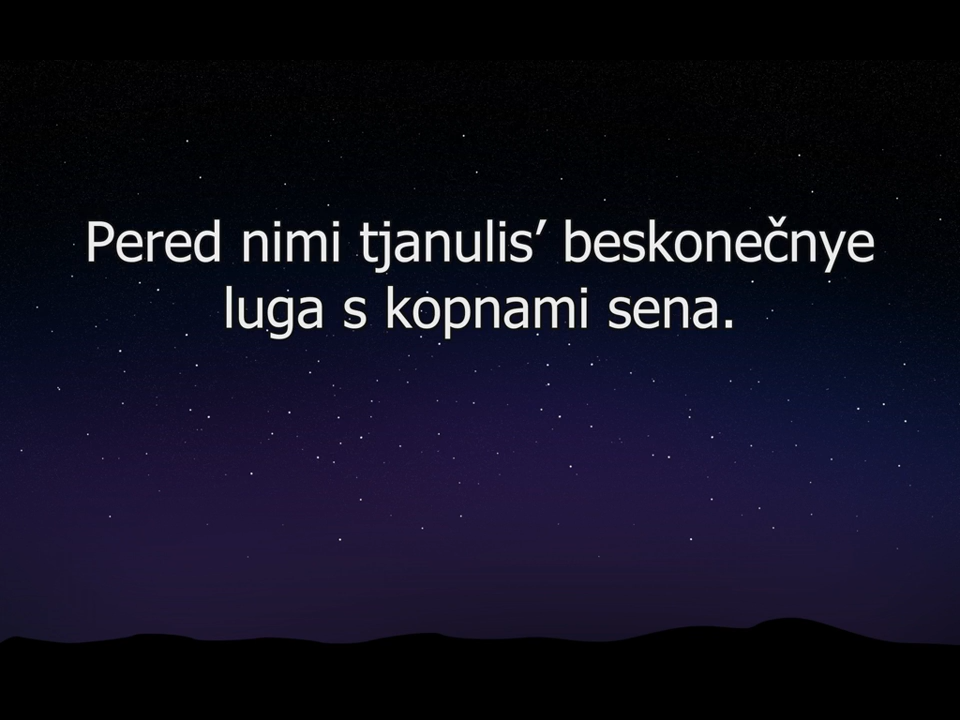 Pered nimi tjanulis’ beskonečnye
luga s kopnami sena.